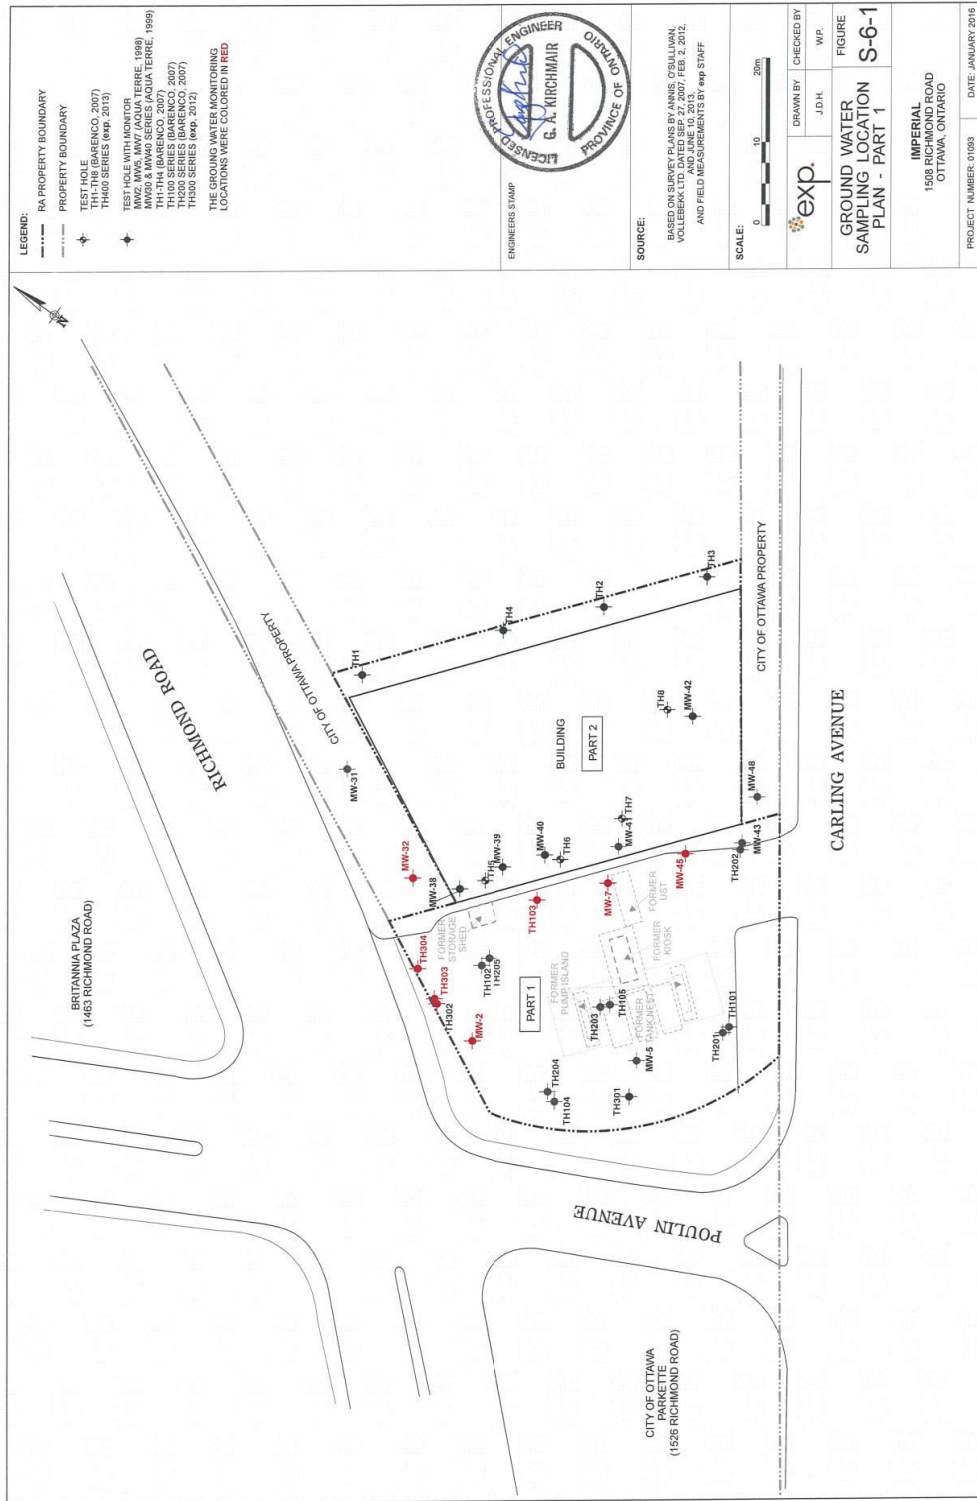 LEGEND:
RA PROPERTY BOUNDARY
PROPERTY BOUNDARY
TEST HOLE
TH1-TH8 (BARENCO, 2007)
TH400 SERIES (exp, 2013)
TEST HOLE WITH MONITOR
MW2, MW5, MW7 (AQUA TERRE, 1998)
MW30 & MW40 SERIES (AQUA TERRE, 1999)
TH1-TH4 (BARENCO, 2007)
TH100 SERIES (BARENCO, 2007)
TH200 SERIES (BARENCO, 2007)
TH300 SERIES (exp, 2012)
THE GROUNG WATER MONITORING
LOCATIONS WERE COLORED IN RED
ENGINEERS STAMP
LICENSED PROFESSIONAL ENGINEER
G. A. KIRCHMAIR
PROVINCE OF ONTARIO
SOURCE:
BASED ON SURVEY PLANS BY ANNIS, O'SULLIVAN,
VOLLEBEKK LTD. DATED SEP. 27, 2007, FEB. 2, 2012,
AND JUNE 10, 2013.
AND FIELD MEASUREMENTS BY exp STAFF
SCALE:
0 10 20m
exp.
DRAWN BY
J.D.H.
CHECKED BY
W.P.
GROUND WATER
SAMPLING LOCATION
PLAN - PART 1
FIGURE
S-6-1
IMPERIAL
1508 RICHMOND ROAD
OTTAWA, ONTARIO
PROJECT NUMBER: 01093
DATE: JANUARY 2016
N
BRITANNIA PLAZA
(1463 RICHMOND ROAD)
RICHMOND ROAD
CITY OF OTTAWA PROPERTY
MW-31
TH1
TH4
TH2
TH3
MW-32
MW-38
MW-39
TH5
MW-40
TH6
BUILDING
PART 2
TH8
MW-42
MW-41
TH7
MW-48
MW-43
TH202
MW-45
MW-7
TH103
TH304
TH303
TH302
MW-2
FORMER
STORAGE
SHED
TH102
TH205
PART 1
FORMER
PUMP ISLAND
FORMER
UST
FORMER
KIOSK
TH203
TH105
FORMER
TANK NEST
MW-5
TH204
TH104
TH301
TH201
TH101
CITY OF OTTAWA PROPERTY
CARLING AVENUE
POULIN AVENUE
CITY OF OTTAWA
PARKETTE
(1526 RICHMOND ROAD)